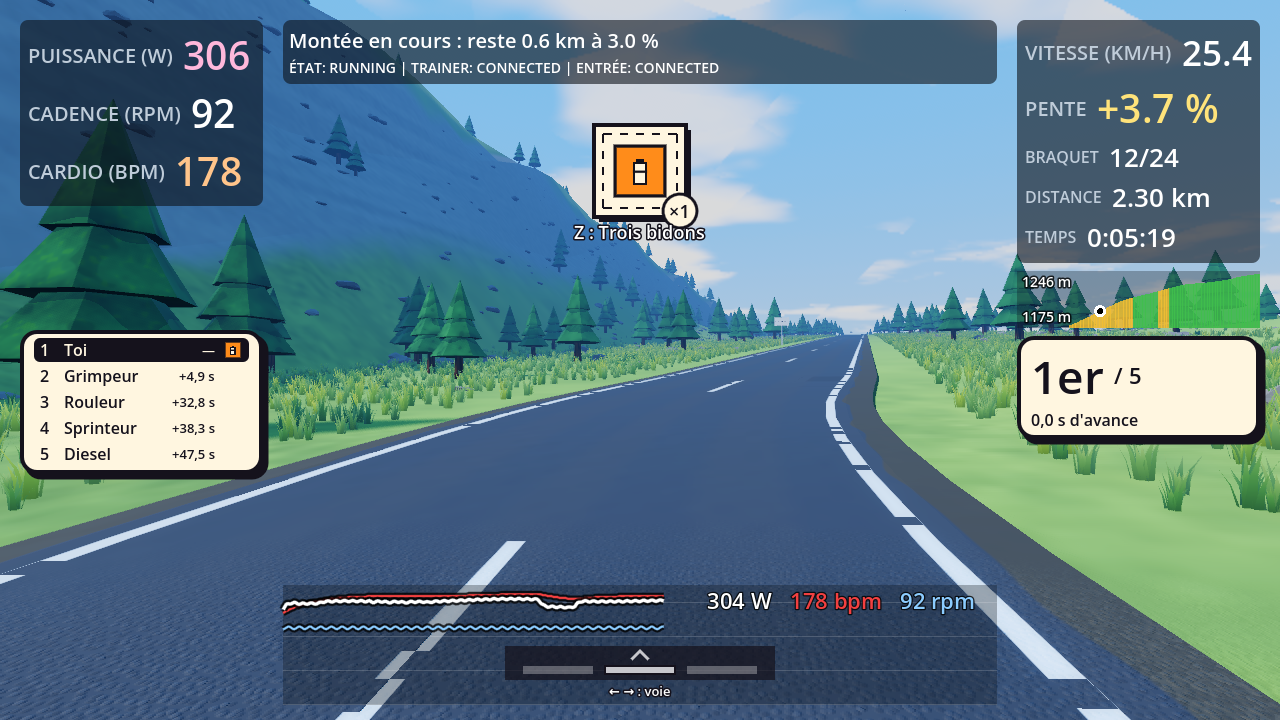 PUISSANCE (W) 306
CADENCE (RPM) 92
CARDIO (BPM) 178
Montée en cours : reste 0.6 km à 3.0 %
ÉTAT: RUNNING | TRAINER: CONNECTED | ENTRÉE: CONNECTED
VITESSE (KM/H) 25.4
PENTE +3.7 %
BRAQUET 12/24
DISTANCE 2.30 km
TEMPS 0:05:19
×1
Z : Trois bidons
1246 m
1175 m
1 Toi —
2 Grimpeur +4,9 s
3 Rouleur +32,8 s
4 Sprinteur +38,3 s
5 Diesel +47,5 s
1er / 5
0,0 s d'avance
304 W 178 bpm 92 rpm
← → : voie